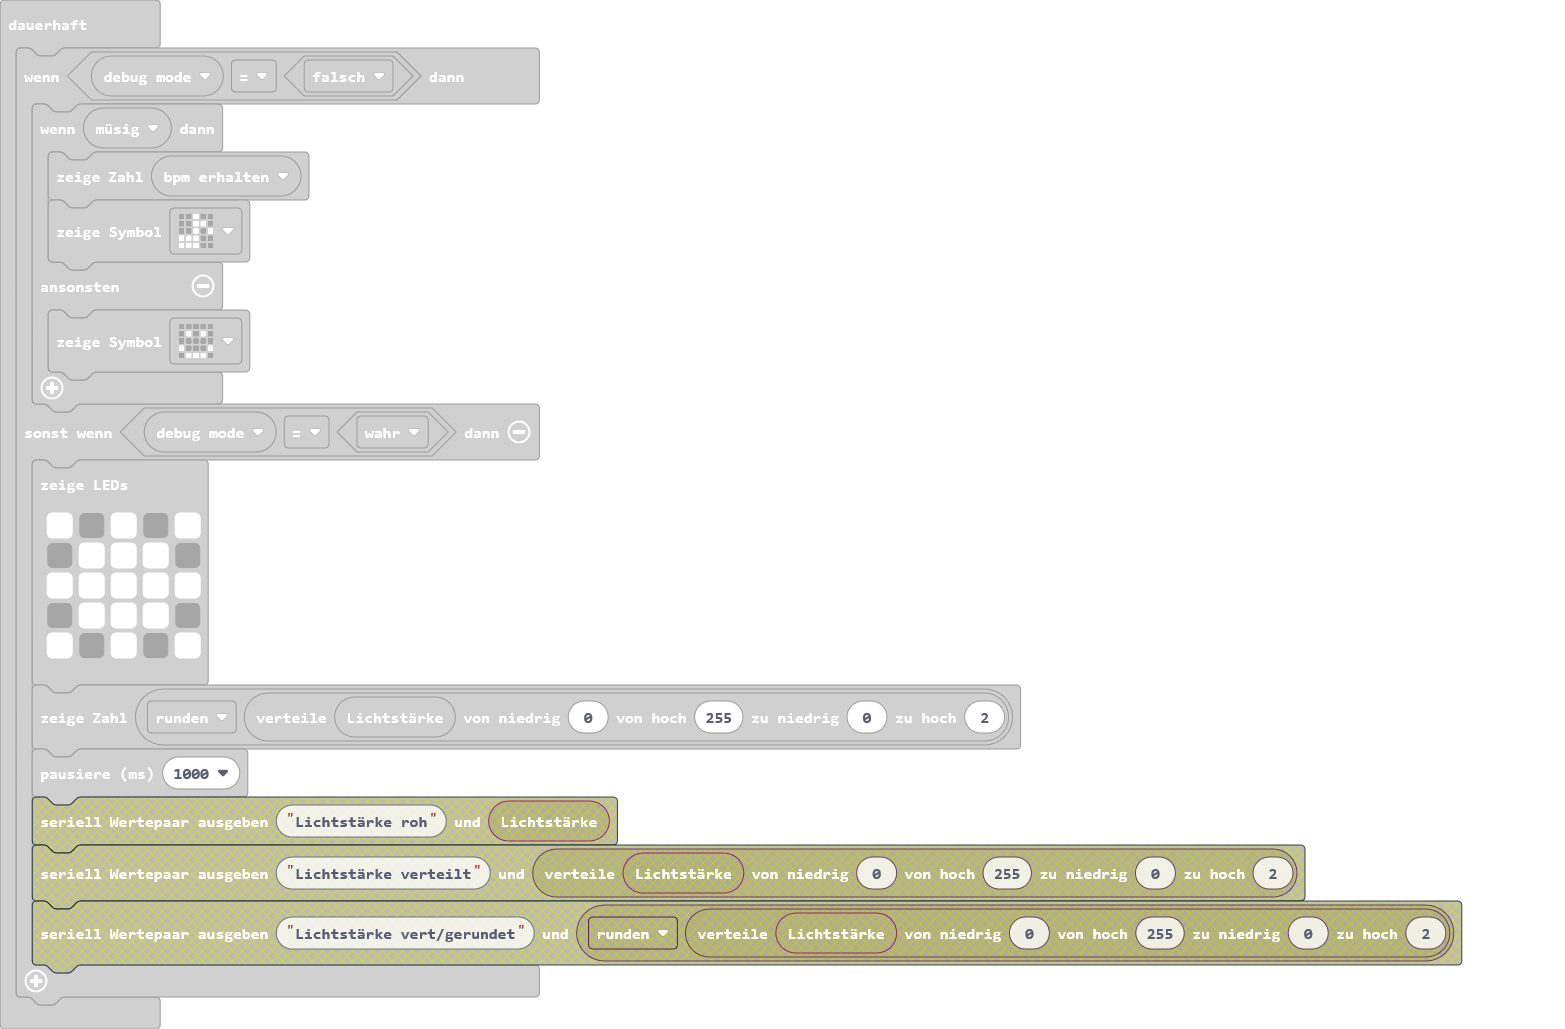 dauerhaft
wenn debug mode = falsch dann
wenn müsig dann
zeige Zahl bpm erhalten
zeige Symbol
ansonsten
zeige Symbol
sonst wenn debug mode = wahr dann
zeige LEDs
zeige Zahl runden verteile Lichtstärke von niedrig 0 von hoch 255 zu niedrig 0 zu hoch 2
pausiere (ms) 1000
seriell Wertepaar ausgeben "Lichtstärke roh" und Lichtstärke
seriell Wertepaar ausgeben "Lichtstärke verteilt" und verteile Lichtstärke von niedrig 0 von hoch 255 zu niedrig 0 zu hoch 2
seriell Wertepaar ausgeben "Lichtstärke vert/gerundet" und runden verteile Lichtstärke von niedrig 0 von hoch 255 zu niedrig 0 zu hoch 2